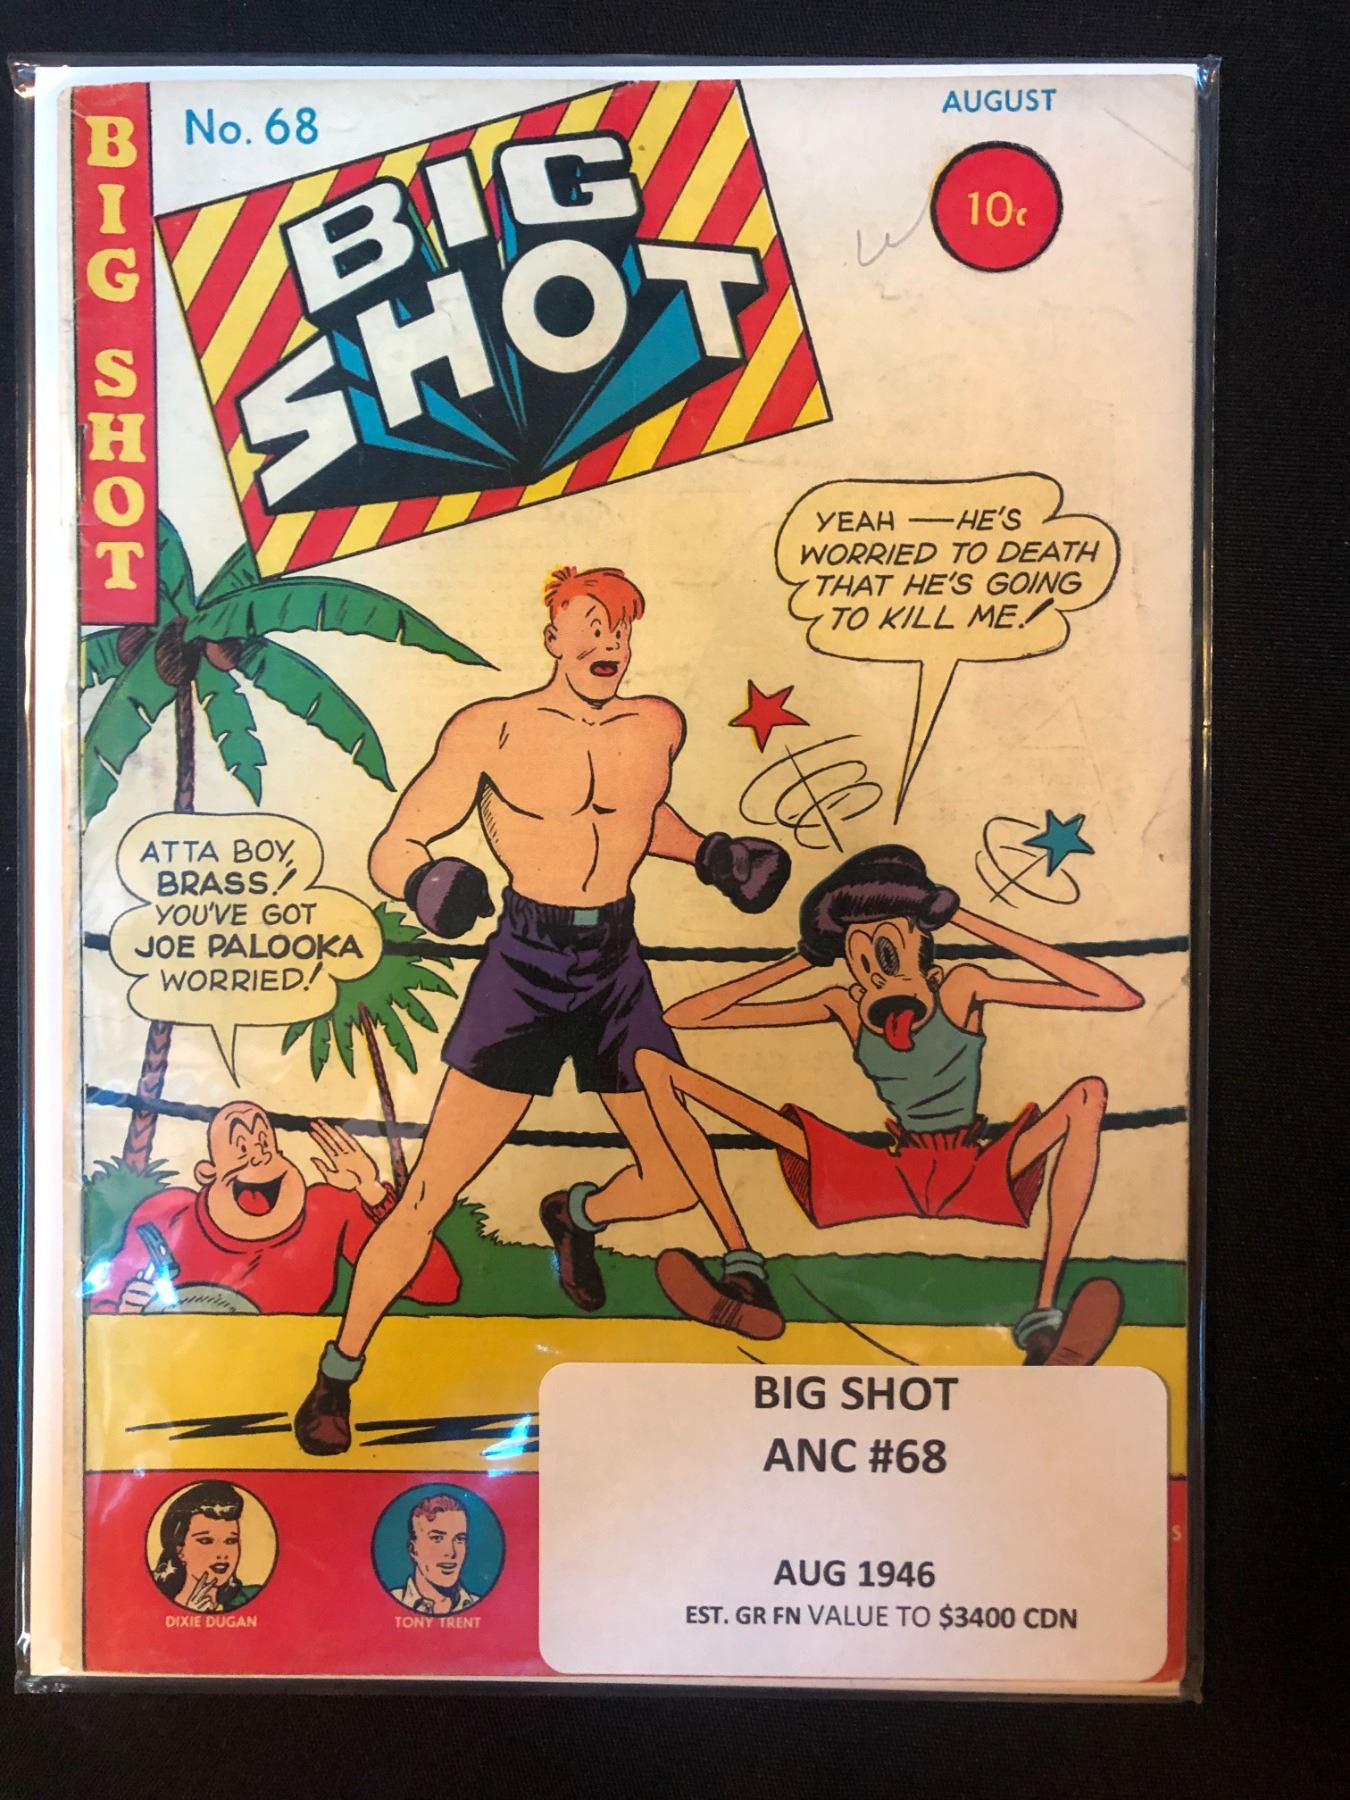 BIG SHOT
No. 68
AUGUST
10c
BIG
SHOT
YEAH — HE'S
WORRIED TO DEATH
THAT HE'S GOING
TO KILL ME!
ATTA BOY,
BRASS!
YOU'VE GOT
JOE PALOOKA
WORRIED!
DIXIE DUGAN
TONY TRENT
S
BIG SHOT
ANC #68
AUG 1946
EST. GR FN VALUE TO $3400 CDN